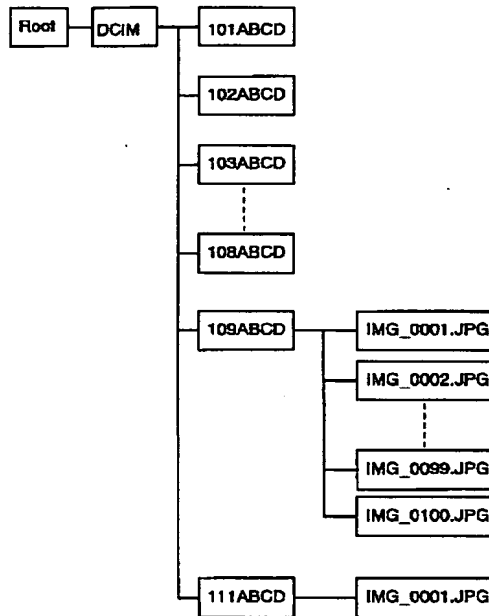 Root
DCIM
101ABCD
102ABCD
103ABCD
108ABCD
109ABCD
IMG_0001.JPG
IMG_0002.JPG
IMG_0099.JPG
IMG_0100.JPG
111ABCD
IMG_0001.JPG